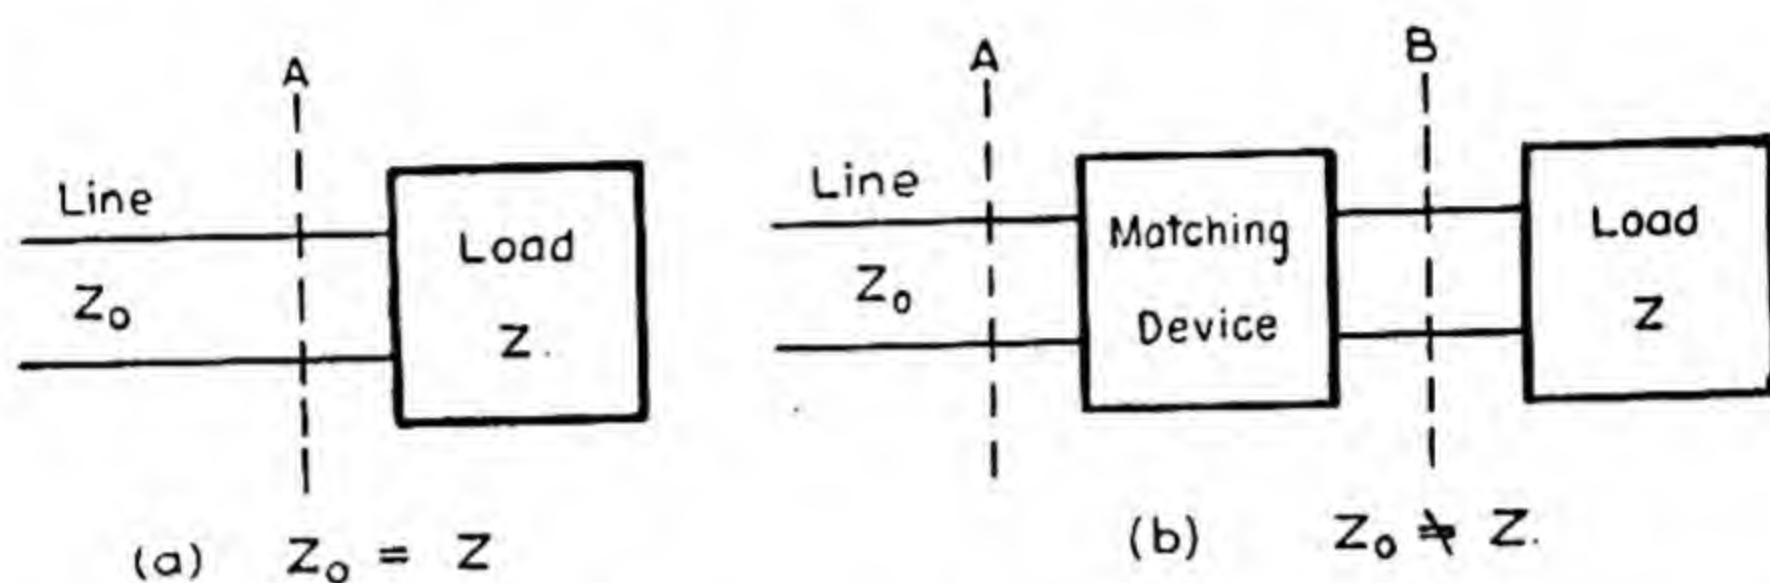 A
Line
Z₀
Load
Z.
(a) Z₀ = Z
A
B
Line
Z₀
Matching
Device
Load
Z
(b) Z₀ ≠ Z.